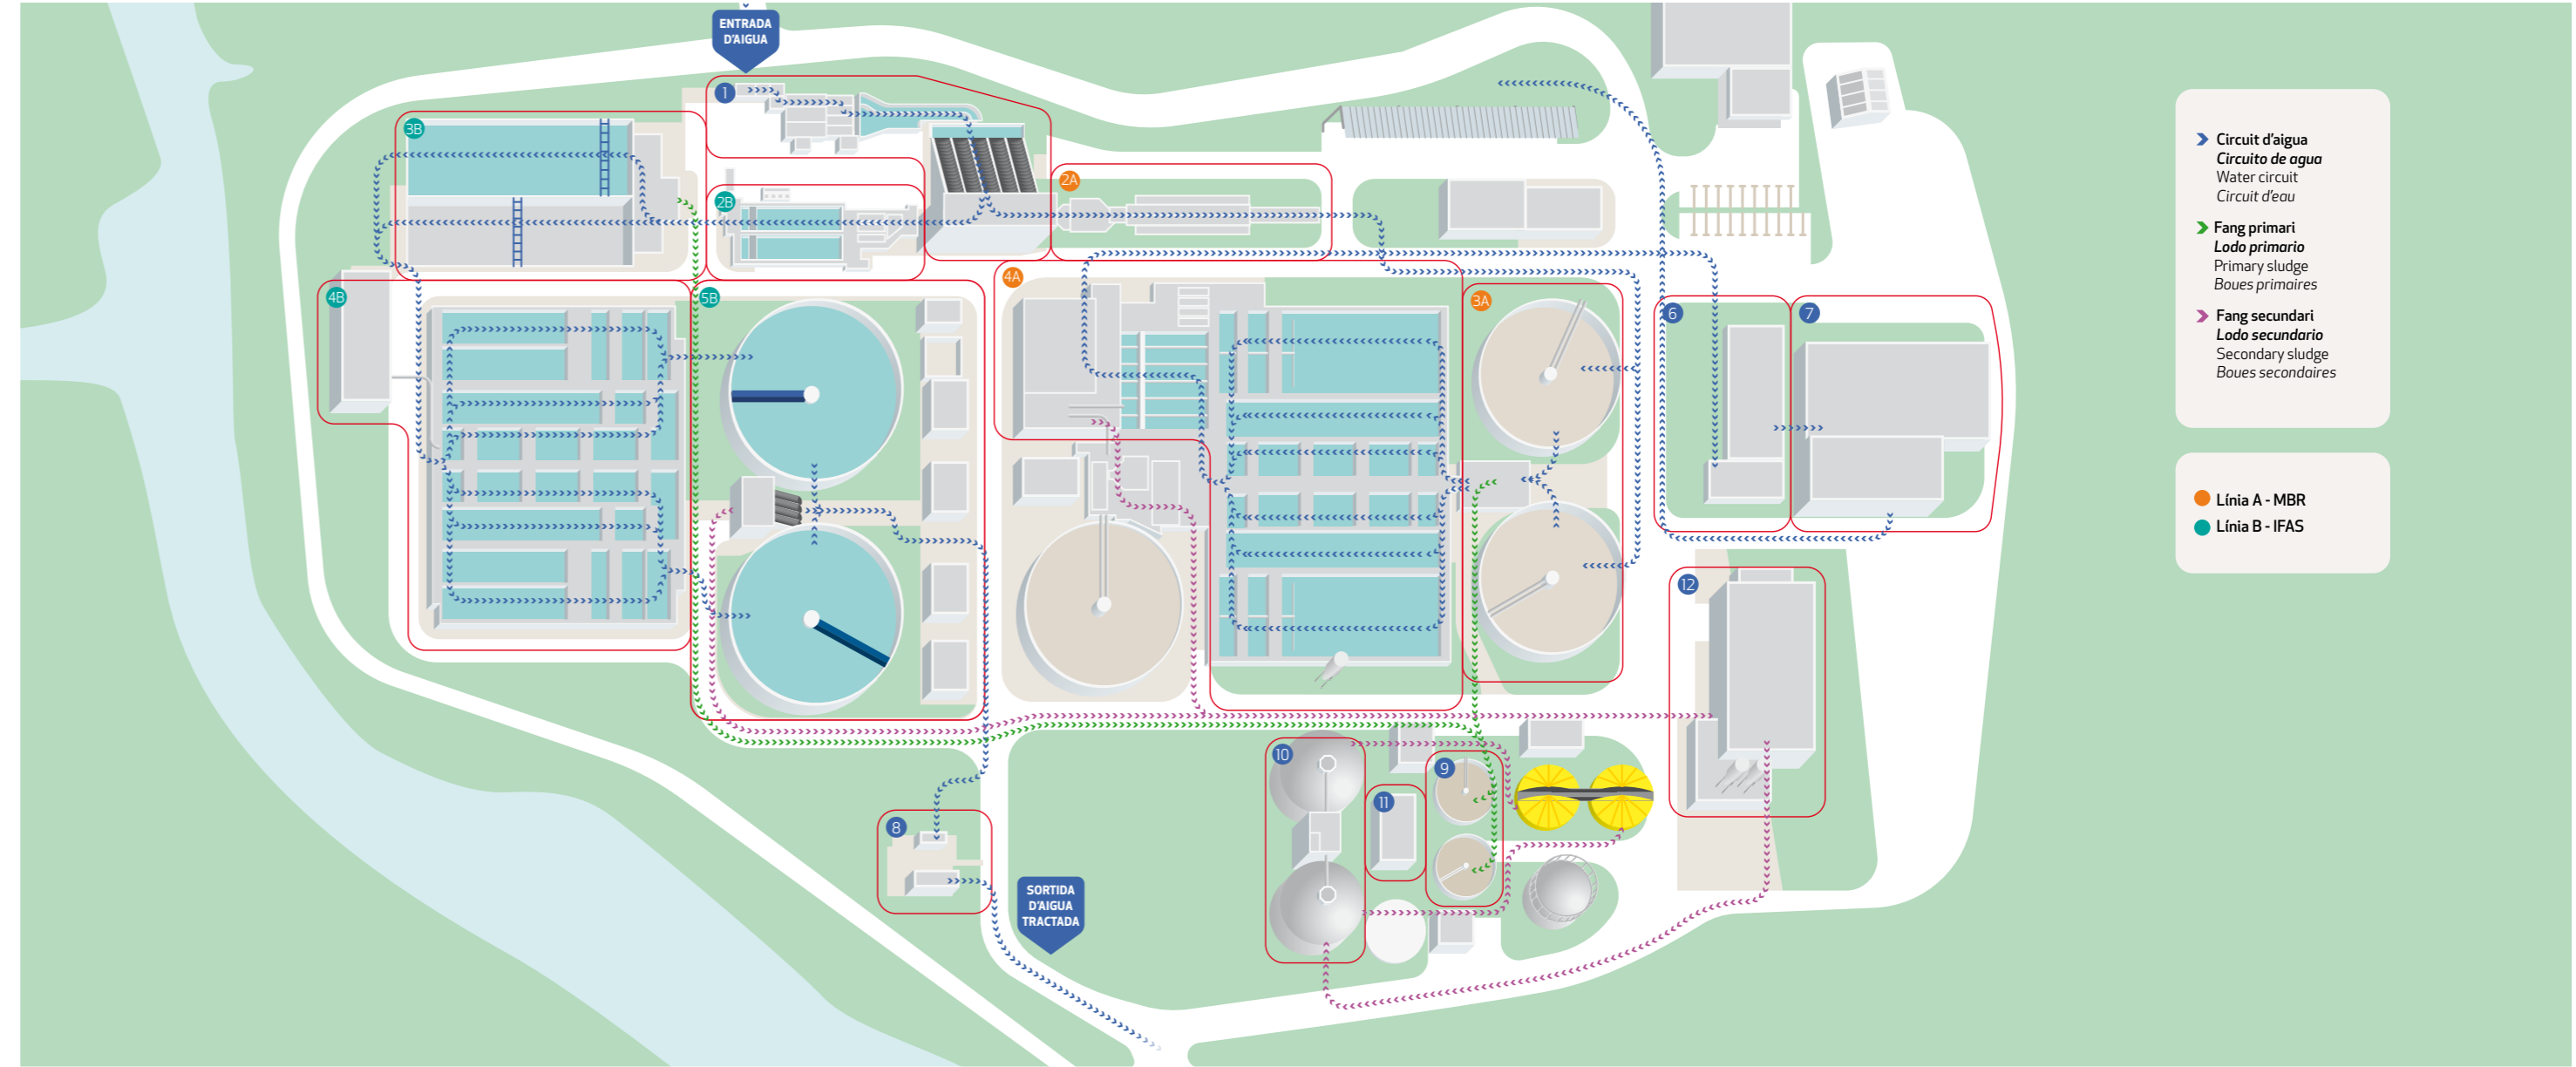 ENTRADA
D'AIGUA
1
3B
2A
2B
4A
4B
5B
3A
6
7
12
10
9
11
8
SORTIDA
D'AIGUA
TRACTADA
Circuit d'aigua
Circuito de agua
Water circuit
Circuit d'eau
Fang primari
Lodo primario
Primary sludge
Boues primaires
Fang secundari
Lodo secundario
Secondary sludge
Boues secondaires
Línia A - MBR
Línia B - IFAS